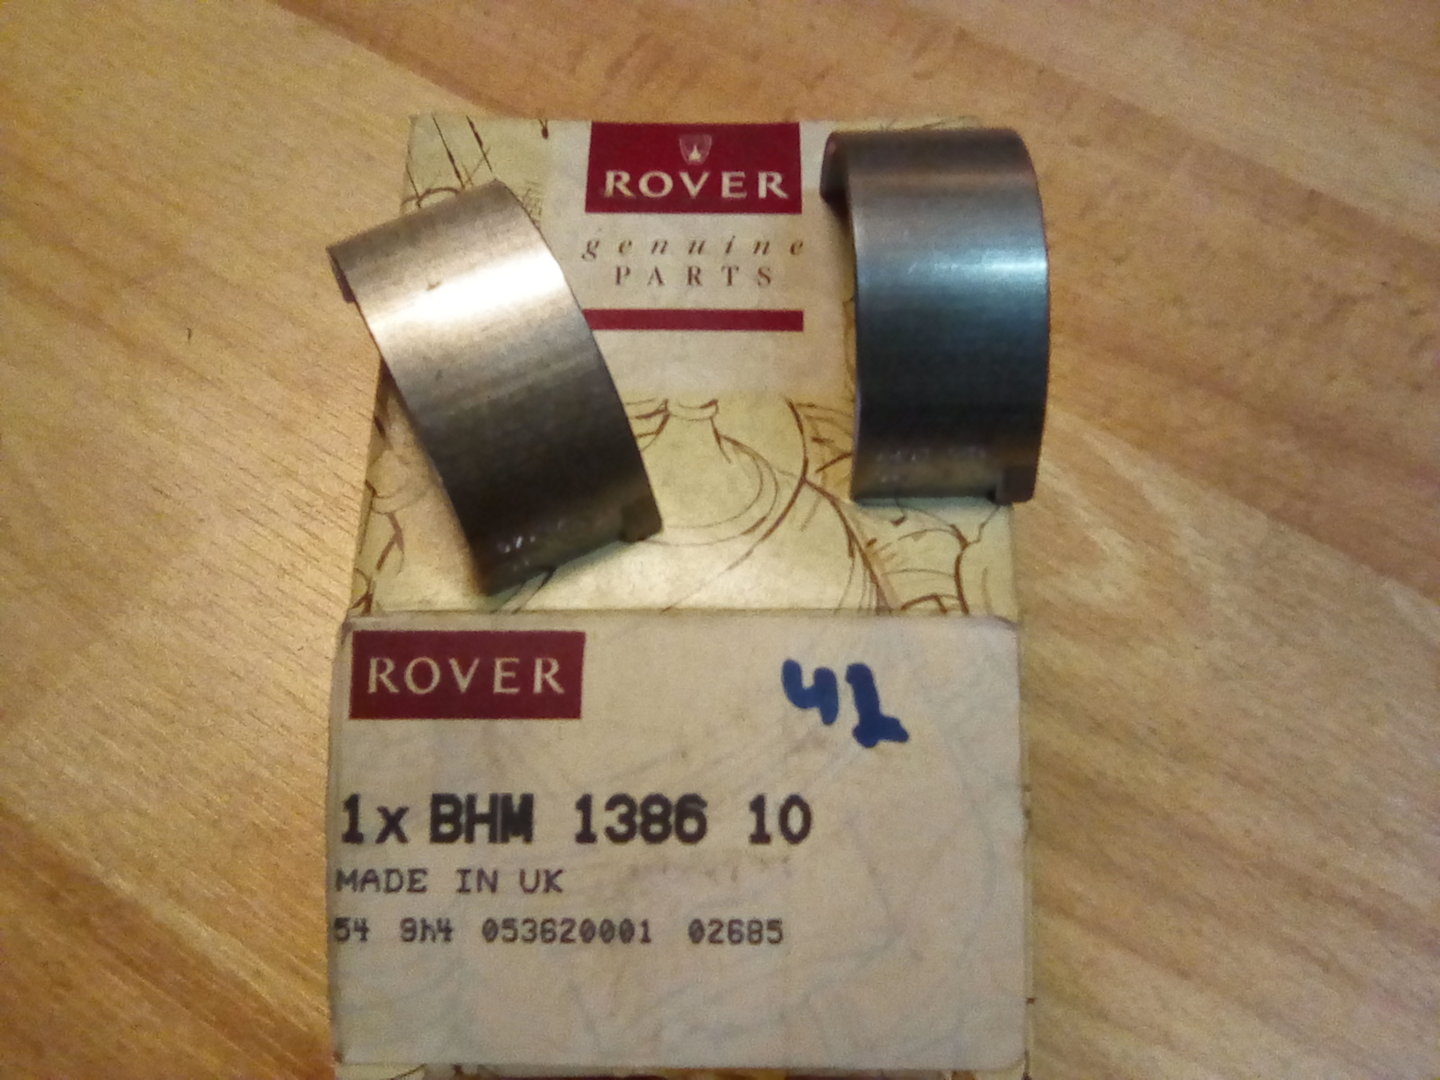 ROVER
genuine
PARTS
ROVER
41
1x BHM 1386 10
MADE IN UK
54 9h4 053620001 02685